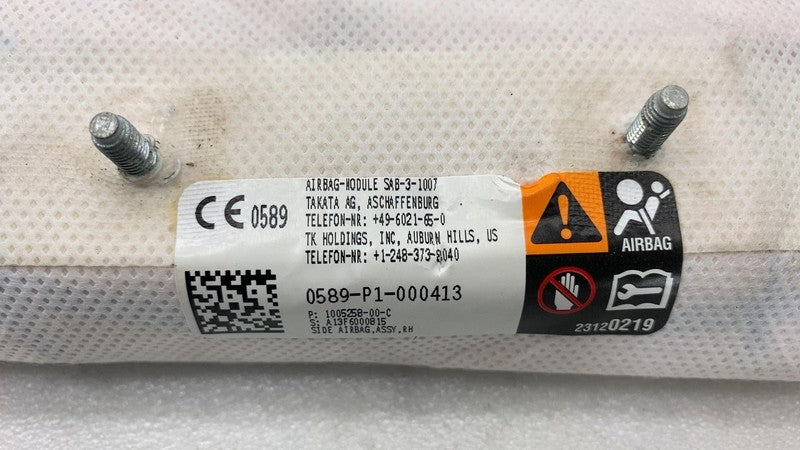 CE 0589
AIRBAG-MODULE SAB-3-1007
TAKATA AG, ASCHAFFENBURG
TELEFON-NR: +49-6021-65-0
TK HOLDINGS, INC, AUBURN HILLS, US
TELEFON-NR: +1-248-373-8040
0589-P1-000413
P: 1005258-00-C
S: A13F6000815
SIDE AIRBAG,ASSY,RH
AIRBAG
23120219